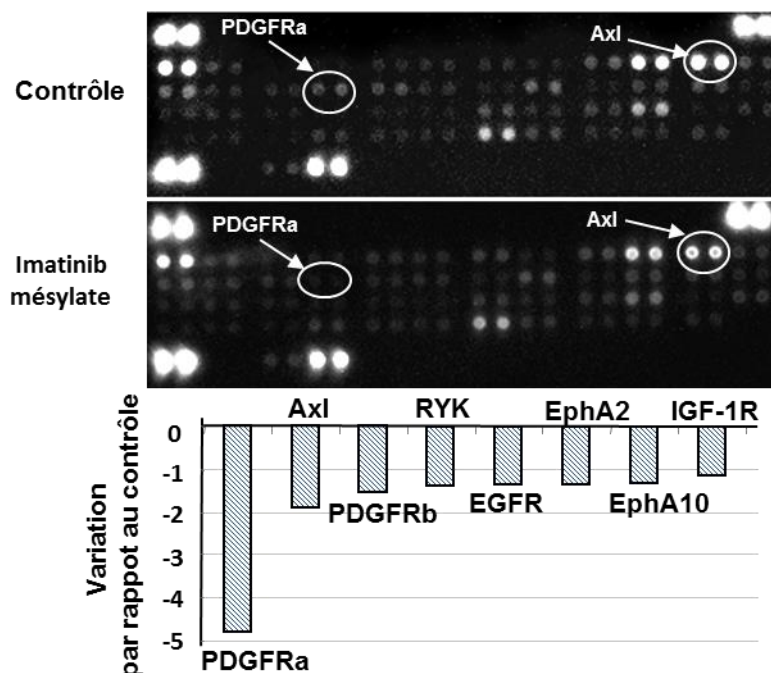 PDGFRa
Axl
Contrôle
PDGFRa
Axl
Imatinib
mésylate
Axl
RYK
EphA2
IGF-1R
0
-1
-2
-3
-4
-5
PDGFRb
EGFR
EphA10
PDGFRa
Variation
par rappot au contrôle